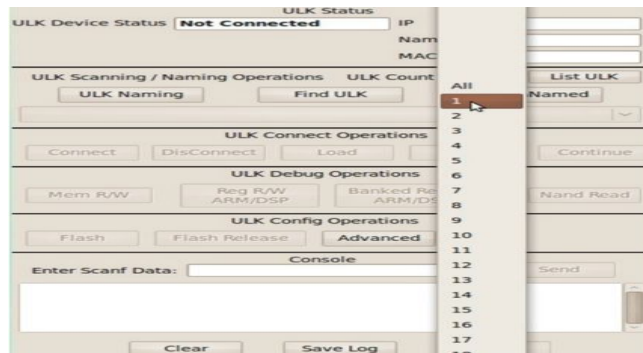 ULK Status
ULK Device Status Not Connected IP
Nam
MAC
ULK Scanning / Naming Operations ULK Count List ULK
ULK Naming Find ULK Named
ULK Connect Operations
Connect DisConnect Load Continue
ULK Debug Operations
Mem R/W Reg R/W ARM/DSP Banked Re ARM/DS Nand Read
ULK Config Operations
Flash Flash Release Advanced
Console
Enter Scanf Data: Send
Clear Save Log
All
1
2
3
4
5
6
7
8
9
10
11
12
13
14
15
16
17